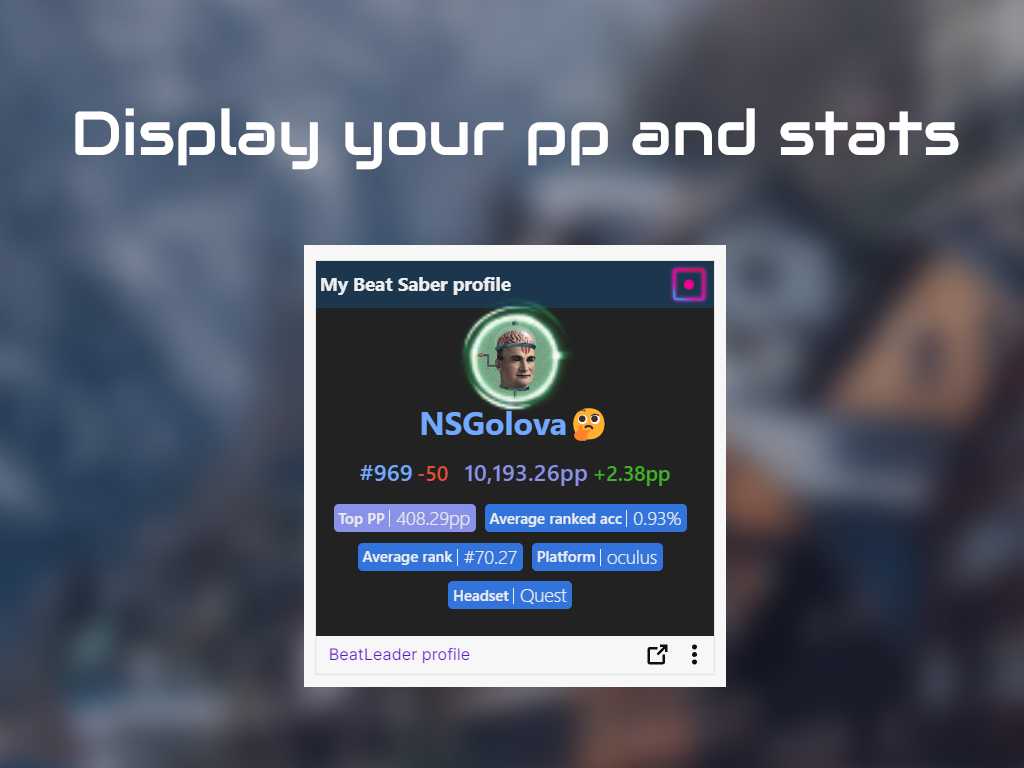 Display your pp and stats
My Beat Saber profile
NSGolova🤔
#969 -50 10,193.26pp +2.38pp
Top PP | 408.29pp Average ranked acc | 0.93%
Average rank | #70.27 Platform | oculus
Headset | Quest
BeatLeader profile